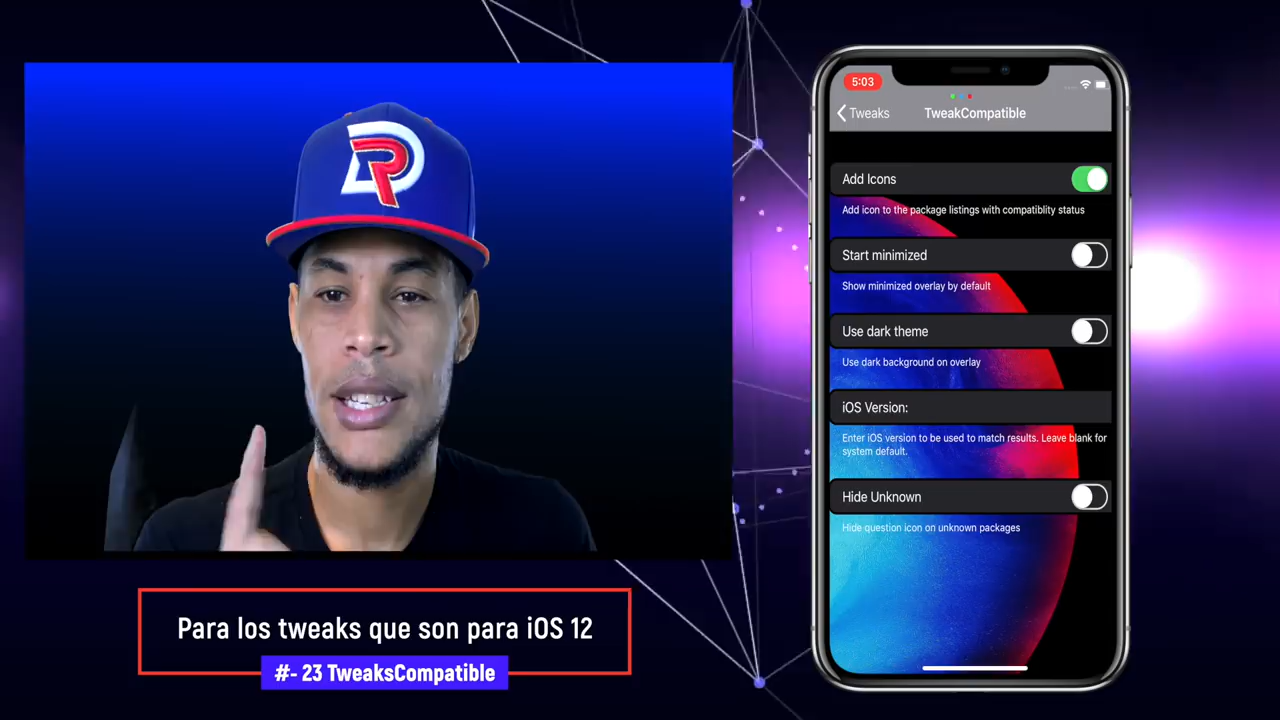 DR
5:03
Tweaks
TweakCompatible
Add Icons
Add icon to the package listings with compatiblity status
Start minimized
Show minimized overlay by default
Use dark theme
Use dark background on overlay
iOS Version:
Enter iOS version to be used to match results. Leave blank for
system default.
Hide Unknown
Hide question icon on unknown packages
Para los tweaks que son para iOS 12
#- 23 TweaksCompatible